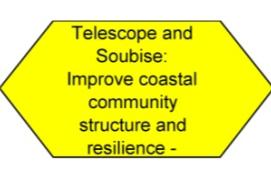 Telescope and
Soubise:
Improve coastal
community
structure and
resilience -